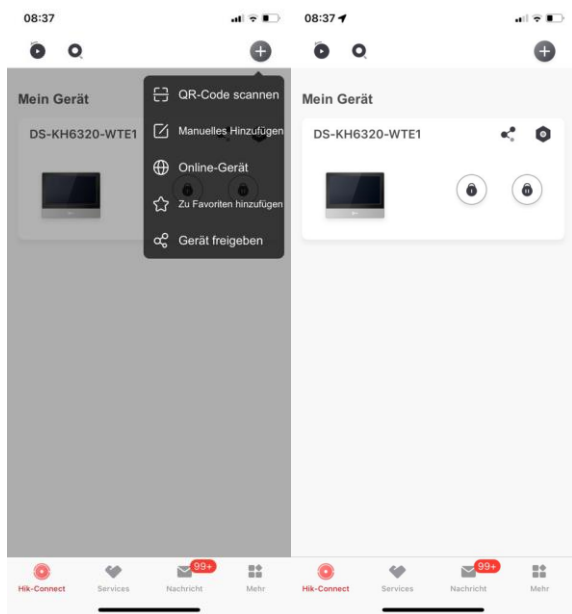 08:37
Mein Gerät
DS-KH6320-WTE1
QR-Code scannen
Manuelles Hinzufügen
Online-Gerät
Zu Favoriten hinzufügen
Gerät freigeben
99+
Hik-Connect
Services
Nachricht
Mehr
08:37
Mein Gerät
DS-KH6320-WTE1
99+
Hik-Connect
Services
Nachricht
Mehr